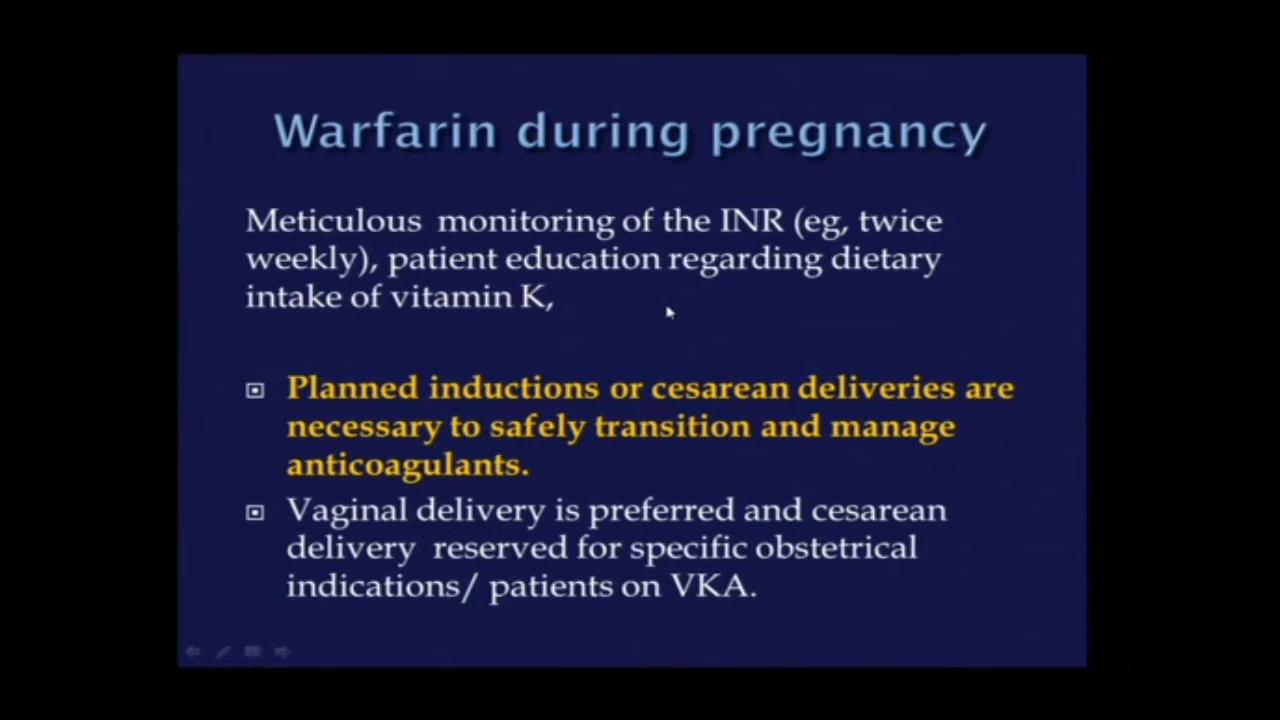 Warfarin during pregnancy
Meticulous monitoring of the INR (eg, twice
weekly), patient education regarding dietary
intake of vitamin K,
Planned inductions or cesarean deliveries are
necessary to safely transition and manage
anticoagulants.
Vaginal delivery is preferred and cesarean
delivery reserved for specific obstetrical
indications/ patients on VKA.